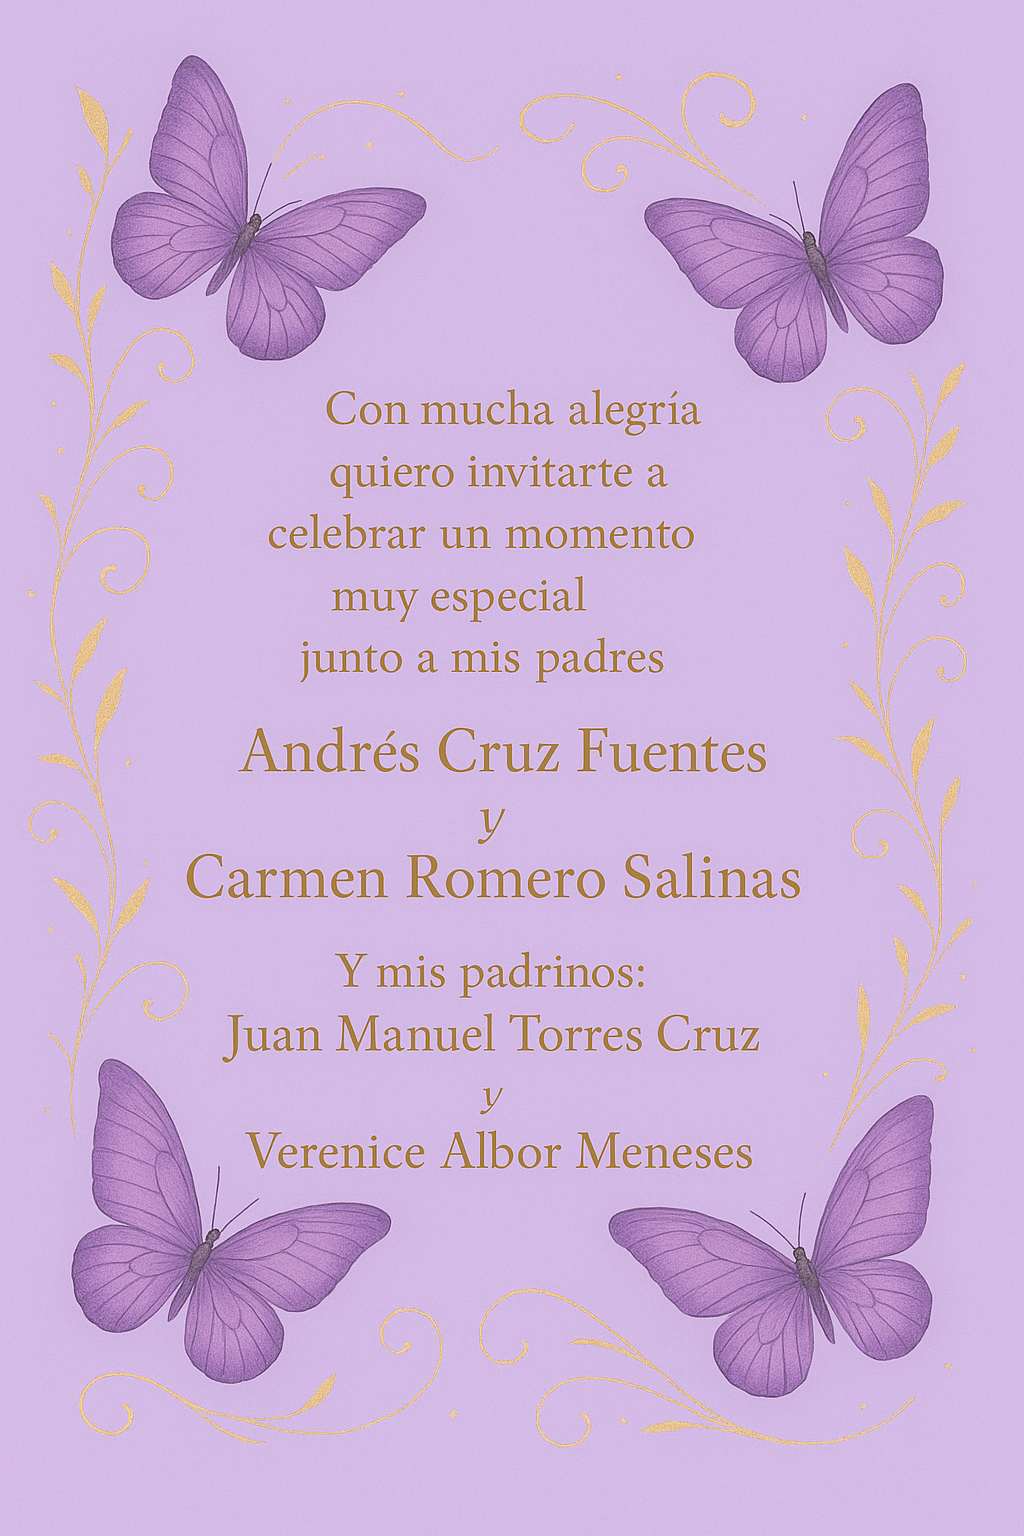 Con mucha alegría
quiero invitarte a
celebrar un momento
muy especial
junto a mis padres
Andrés Cruz Fuentes
y
Carmen Romero Salinas
Y mis padrinos:
Juan Manuel Torres Cruz
y
Verenice Albor Meneses